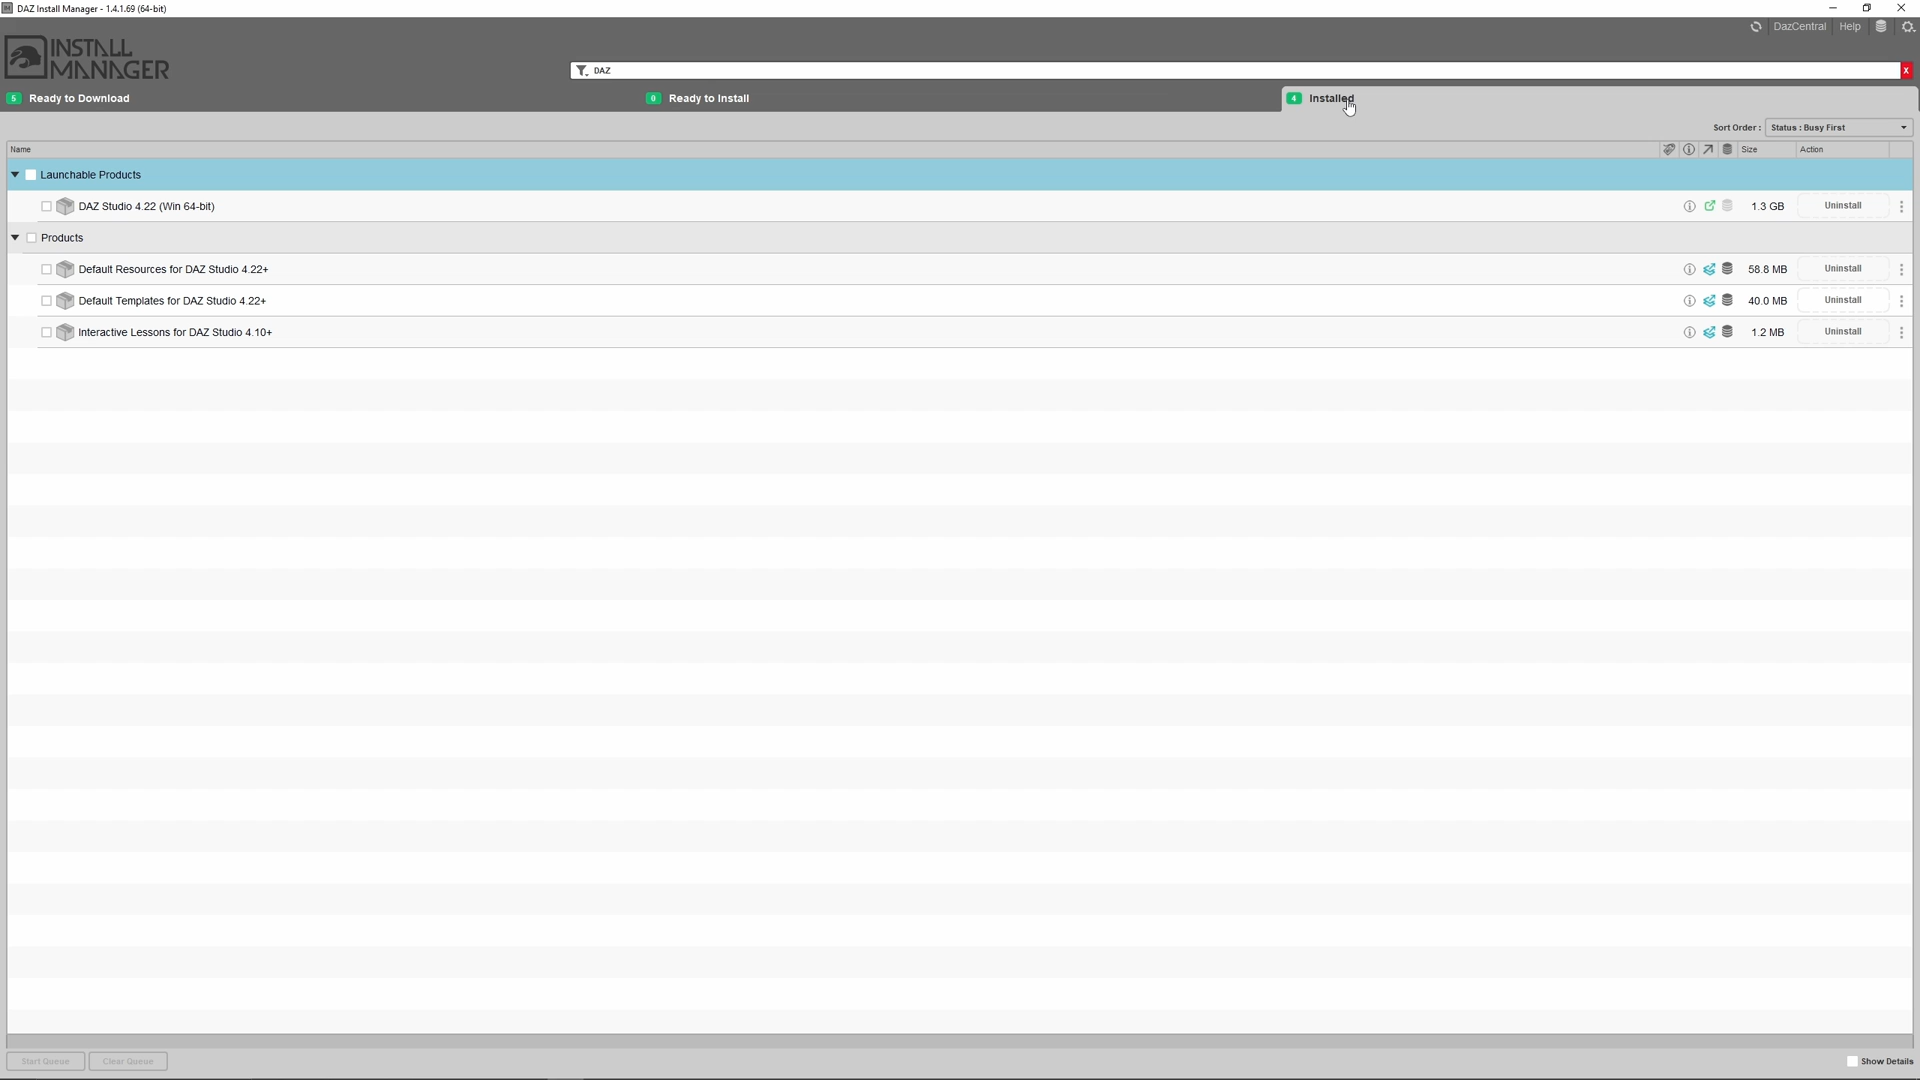 DAZ Install Manager - 1.4.1.69 (64-bit)
DazCentral Help
INSTALL
MANAGER
DAZ X
5 Ready to Download
0 Ready to Install
4 Installed
Sort Order : Status : Busy First
Name Size Action
Launchable Products
DAZ Studio 4.22 (Win 64-bit) 1.3 GB Uninstall
Products
Default Resources for DAZ Studio 4.22+ 58.8 MB Uninstall
Default Templates for DAZ Studio 4.22+ 40.0 MB Uninstall
Interactive Lessons for DAZ Studio 4.10+ 1.2 MB Uninstall
Start Queue Clear Queue Show Details